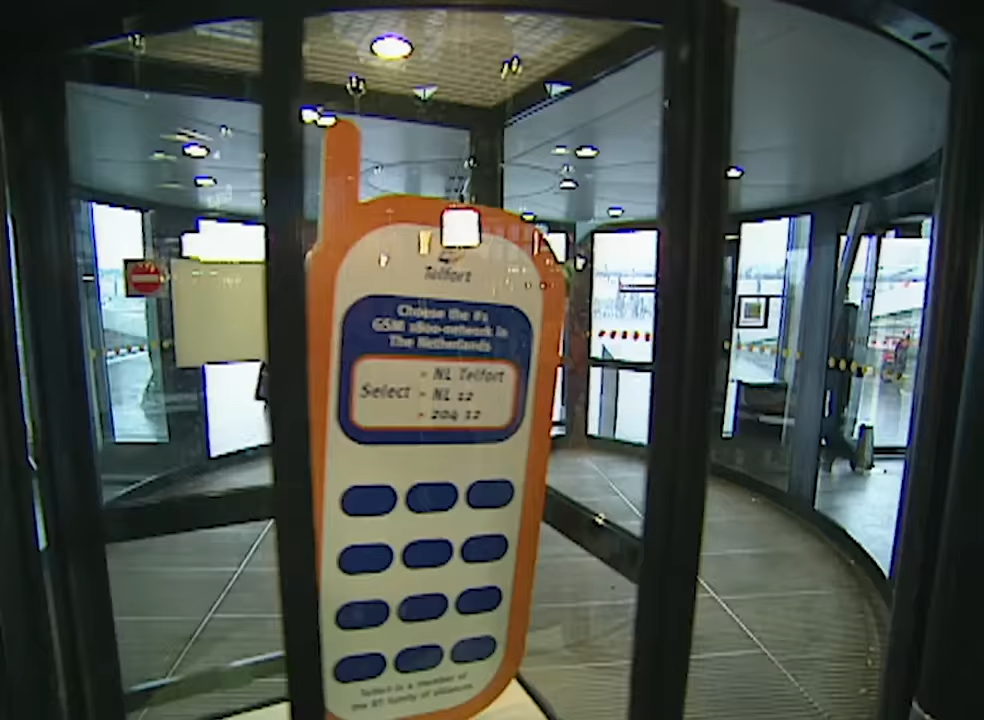 Telfort
Choose the #1
GSM 1800-network in
The Netherlands
Select
- NL Telfort
- NL 12
- 204 12
Telfort is a member of
the BT family of alliances